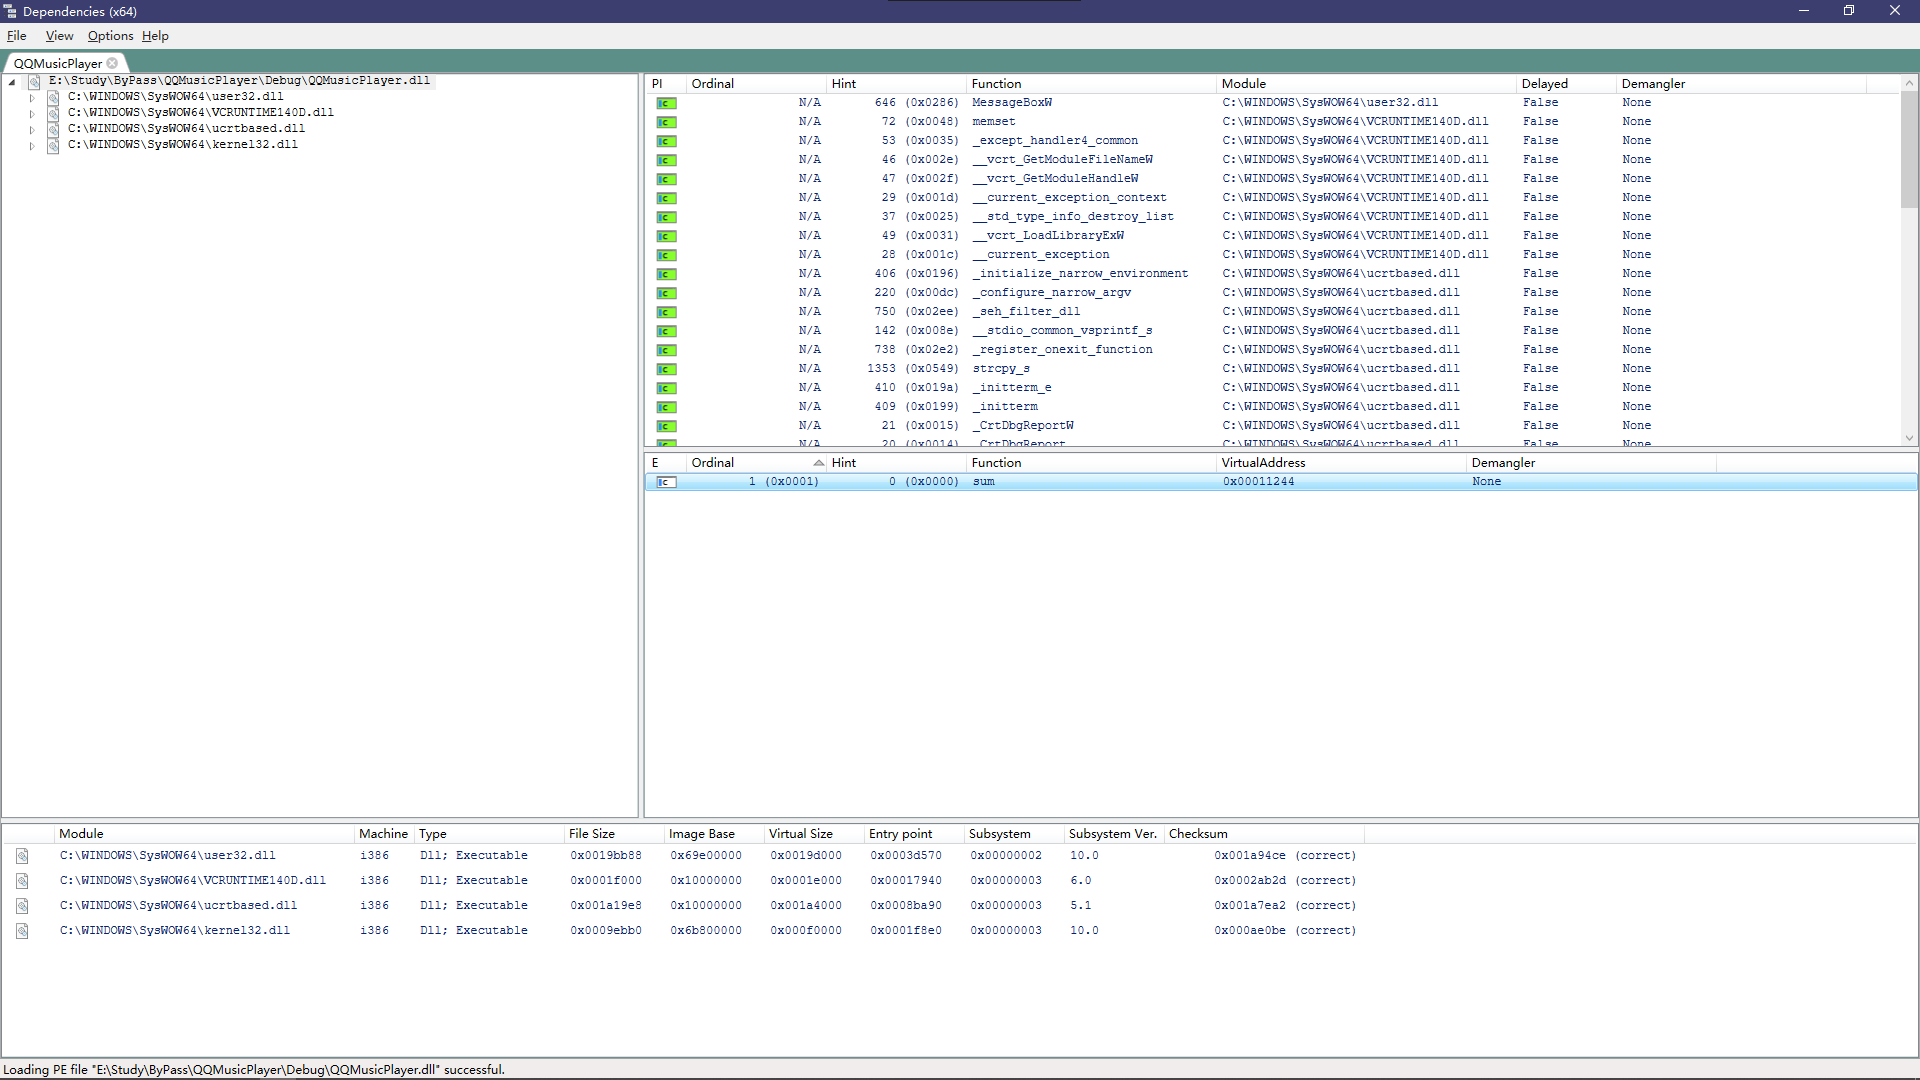 Dependencies (x64)
File View Options Help
QQMusicPlayer
E:\Study\ByPass\QQMusicPlayer\Debug\QQMusicPlayer.dll
C:\WINDOWS\SysWOW64\user32.dll
C:\WINDOWS\SysWOW64\VCRUNTIME140D.dll
C:\WINDOWS\SysWOW64\ucrtbased.dll
C:\WINDOWS\SysWOW64\kernel32.dll
PI Ordinal Hint Function Module Delayed Demangler
N/A 646 (0x0286) MessageBoxW C:\WINDOWS\SysWOW64\user32.dll False None
N/A 72 (0x0048) memset C:\WINDOWS\SysWOW64\VCRUNTIME140D.dll False None
N/A 53 (0x0035) _except_handler4_common C:\WINDOWS\SysWOW64\VCRUNTIME140D.dll False None
N/A 46 (0x002e) __vcrt_GetModuleFileNameW C:\WINDOWS\SysWOW64\VCRUNTIME140D.dll False None
N/A 47 (0x002f) __vcrt_GetModuleHandleW C:\WINDOWS\SysWOW64\VCRUNTIME140D.dll False None
N/A 29 (0x001d) __current_exception_context C:\WINDOWS\SysWOW64\VCRUNTIME140D.dll False None
N/A 37 (0x0025) __std_type_info_destroy_list C:\WINDOWS\SysWOW64\VCRUNTIME140D.dll False None
N/A 49 (0x0031) __vcrt_LoadLibraryExW C:\WINDOWS\SysWOW64\VCRUNTIME140D.dll False None
N/A 28 (0x001c) __current_exception C:\WINDOWS\SysWOW64\VCRUNTIME140D.dll False None
N/A 406 (0x0196) _initialize_narrow_environment C:\WINDOWS\SysWOW64\ucrtbased.dll False None
N/A 220 (0x00dc) _configure_narrow_argv C:\WINDOWS\SysWOW64\ucrtbased.dll False None
N/A 750 (0x02ee) _seh_filter_dll C:\WINDOWS\SysWOW64\ucrtbased.dll False None
N/A 142 (0x008e) __stdio_common_vsprintf_s C:\WINDOWS\SysWOW64\ucrtbased.dll False None
N/A 738 (0x02e2) _register_onexit_function C:\WINDOWS\SysWOW64\ucrtbased.dll False None
N/A 1353 (0x0549) strcpy_s C:\WINDOWS\SysWOW64\ucrtbased.dll False None
N/A 410 (0x019a) _initterm_e C:\WINDOWS\SysWOW64\ucrtbased.dll False None
N/A 409 (0x0199) _initterm C:\WINDOWS\SysWOW64\ucrtbased.dll False None
N/A 21 (0x0015) _CrtDbgReportW C:\WINDOWS\SysWOW64\ucrtbased.dll False None
N/A 20 (0x0014) _CrtDbgReport C:\WINDOWS\SysWOW64\ucrtbased.dll False None
E Ordinal Hint Function VirtualAddress Demangler
1 (0x0001) 0 (0x0000) sum 0x00011244 None
Module Machine Type File Size Image Base Virtual Size Entry point Subsystem Subsystem Ver. Checksum
C:\WINDOWS\SysWOW64\user32.dll i386 Dll; Executable 0x0019bb88 0x69e00000 0x0019d000 0x0003d570 0x00000002 10.0 0x001a94ce (correct)
C:\WINDOWS\SysWOW64\VCRUNTIME140D.dll i386 Dll; Executable 0x0001f000 0x10000000 0x0001e000 0x00017940 0x00000003 6.0 0x0002ab2d (correct)
C:\WINDOWS\SysWOW64\ucrtbased.dll i386 Dll; Executable 0x001a19e8 0x10000000 0x001a4000 0x0008ba90 0x00000003 5.1 0x001a7ea2 (correct)
C:\WINDOWS\SysWOW64\kernel32.dll i386 Dll; Executable 0x0009ebb0 0x6b800000 0x000f0000 0x0001f8e0 0x00000003 10.0 0x000ae0be (correct)
Loading PE file "E:\Study\ByPass\QQMusicPlayer\Debug\QQMusicPlayer.dll" successful.